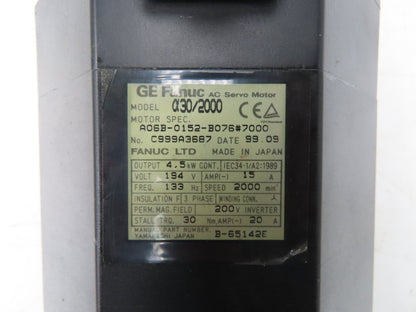 GE Fanuc AC Servo Motor
MODEL α30/2000
MOTOR SPEC.
A06B-0152-B076#7000
No. C999A3687 DATE 99.09
FANUC LTD MADE IN JAPAN
OUTPUT 4.5 kW CONT. IEC34-1/A2:1989
VOLT 194 V AMP(~) 15 A
FREQ. 133 Hz SPEED 2000 min⁻¹
INSULATION F 3 PHASE WINDING CONN. Y
PERM.MAG.FIELD 200V INVERTER
STALL TRQ. 30 Nm,AMP(~) 20 A
MANUAL PART NUMBER B-65142E
YAMANASHI JAPAN